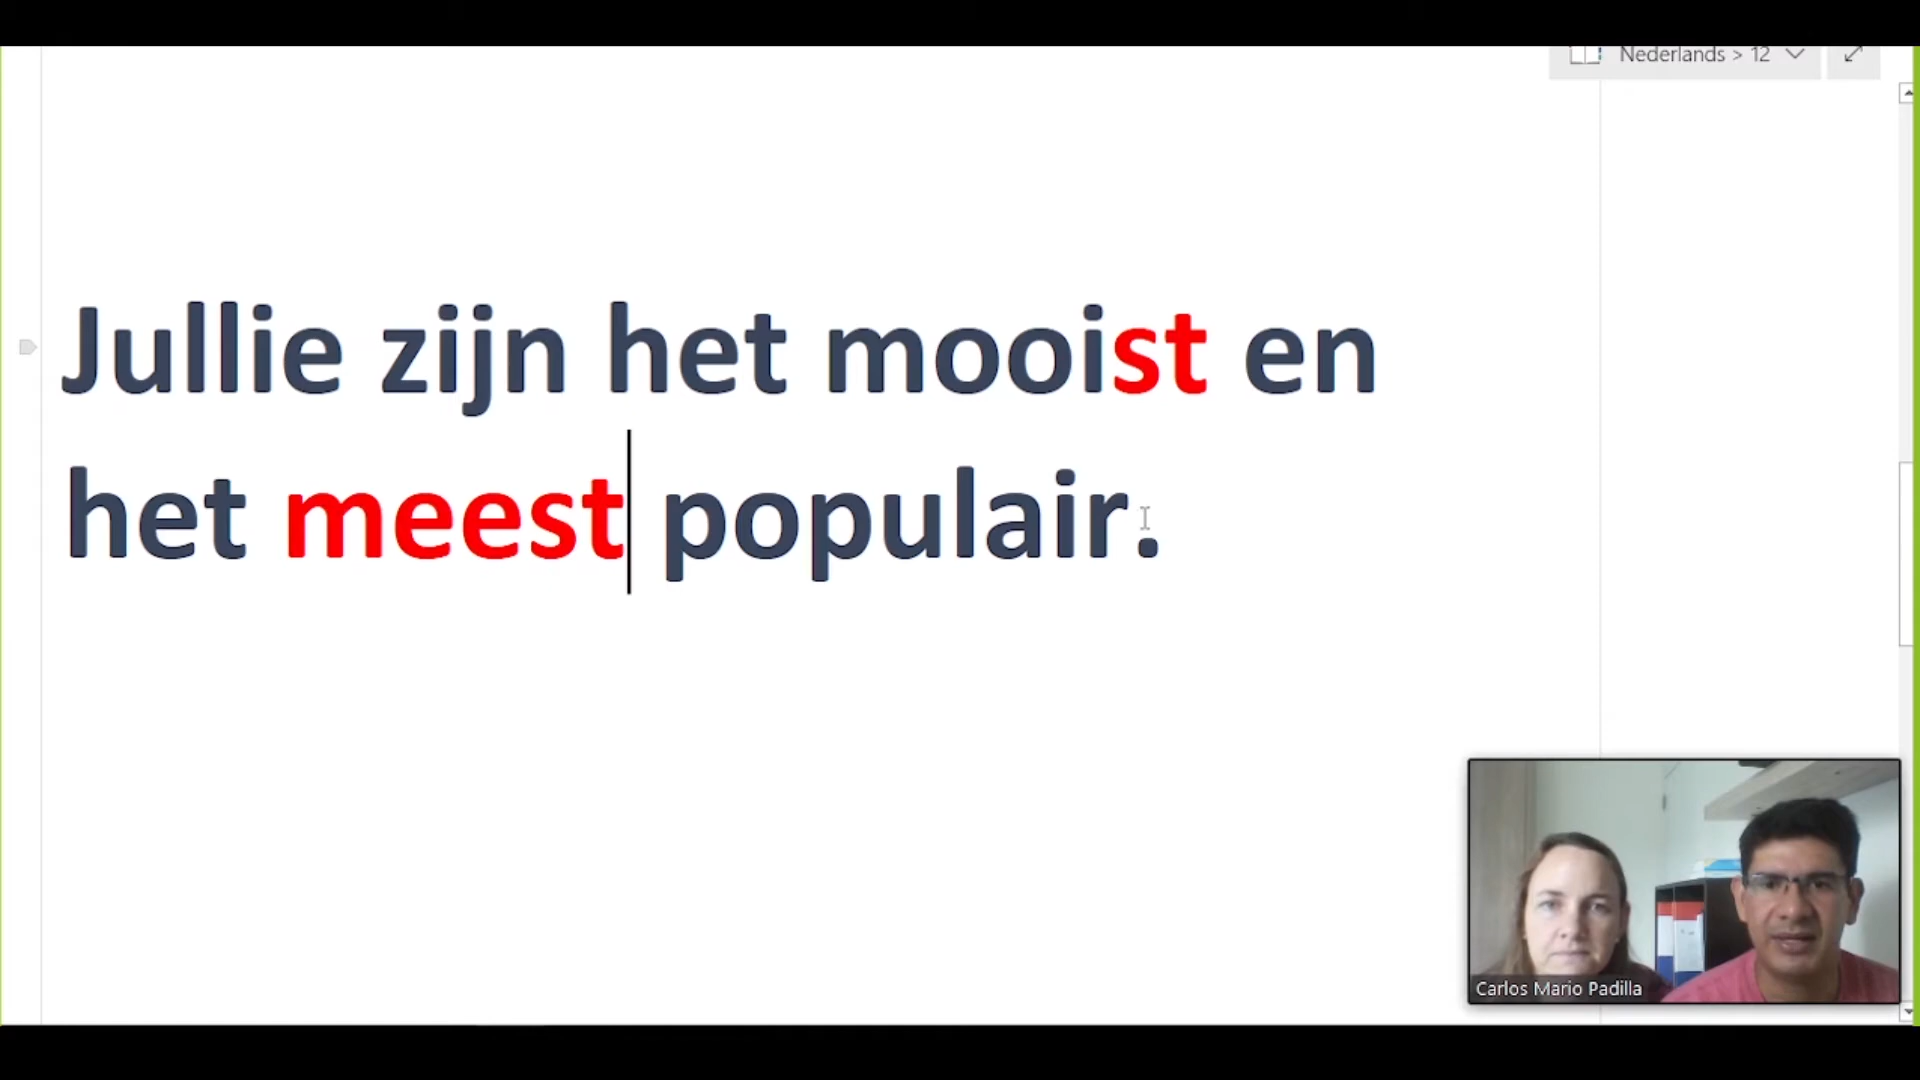 Nederlands > 12
Jullie zijn het mooist en
het meest populair.
Carlos Mario Padilla